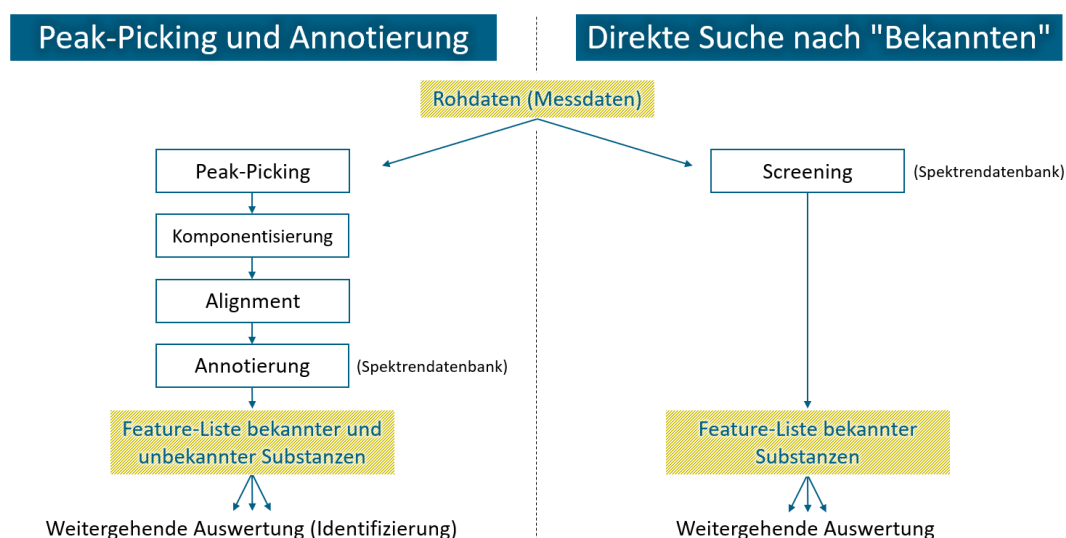 Peak-Picking und Annotierung
Direkte Suche nach "Bekannten"
Rohdaten (Messdaten)
Peak-Picking
Komponentisierung
Alignment
Annotierung
(Spektrendatenbank)
Feature-Liste bekannter und
unbekannter Substanzen
Weitergehende Auswertung (Identifizierung)
Screening
(Spektrendatenbank)
Feature-Liste bekannter
Substanzen
Weitergehende Auswertung